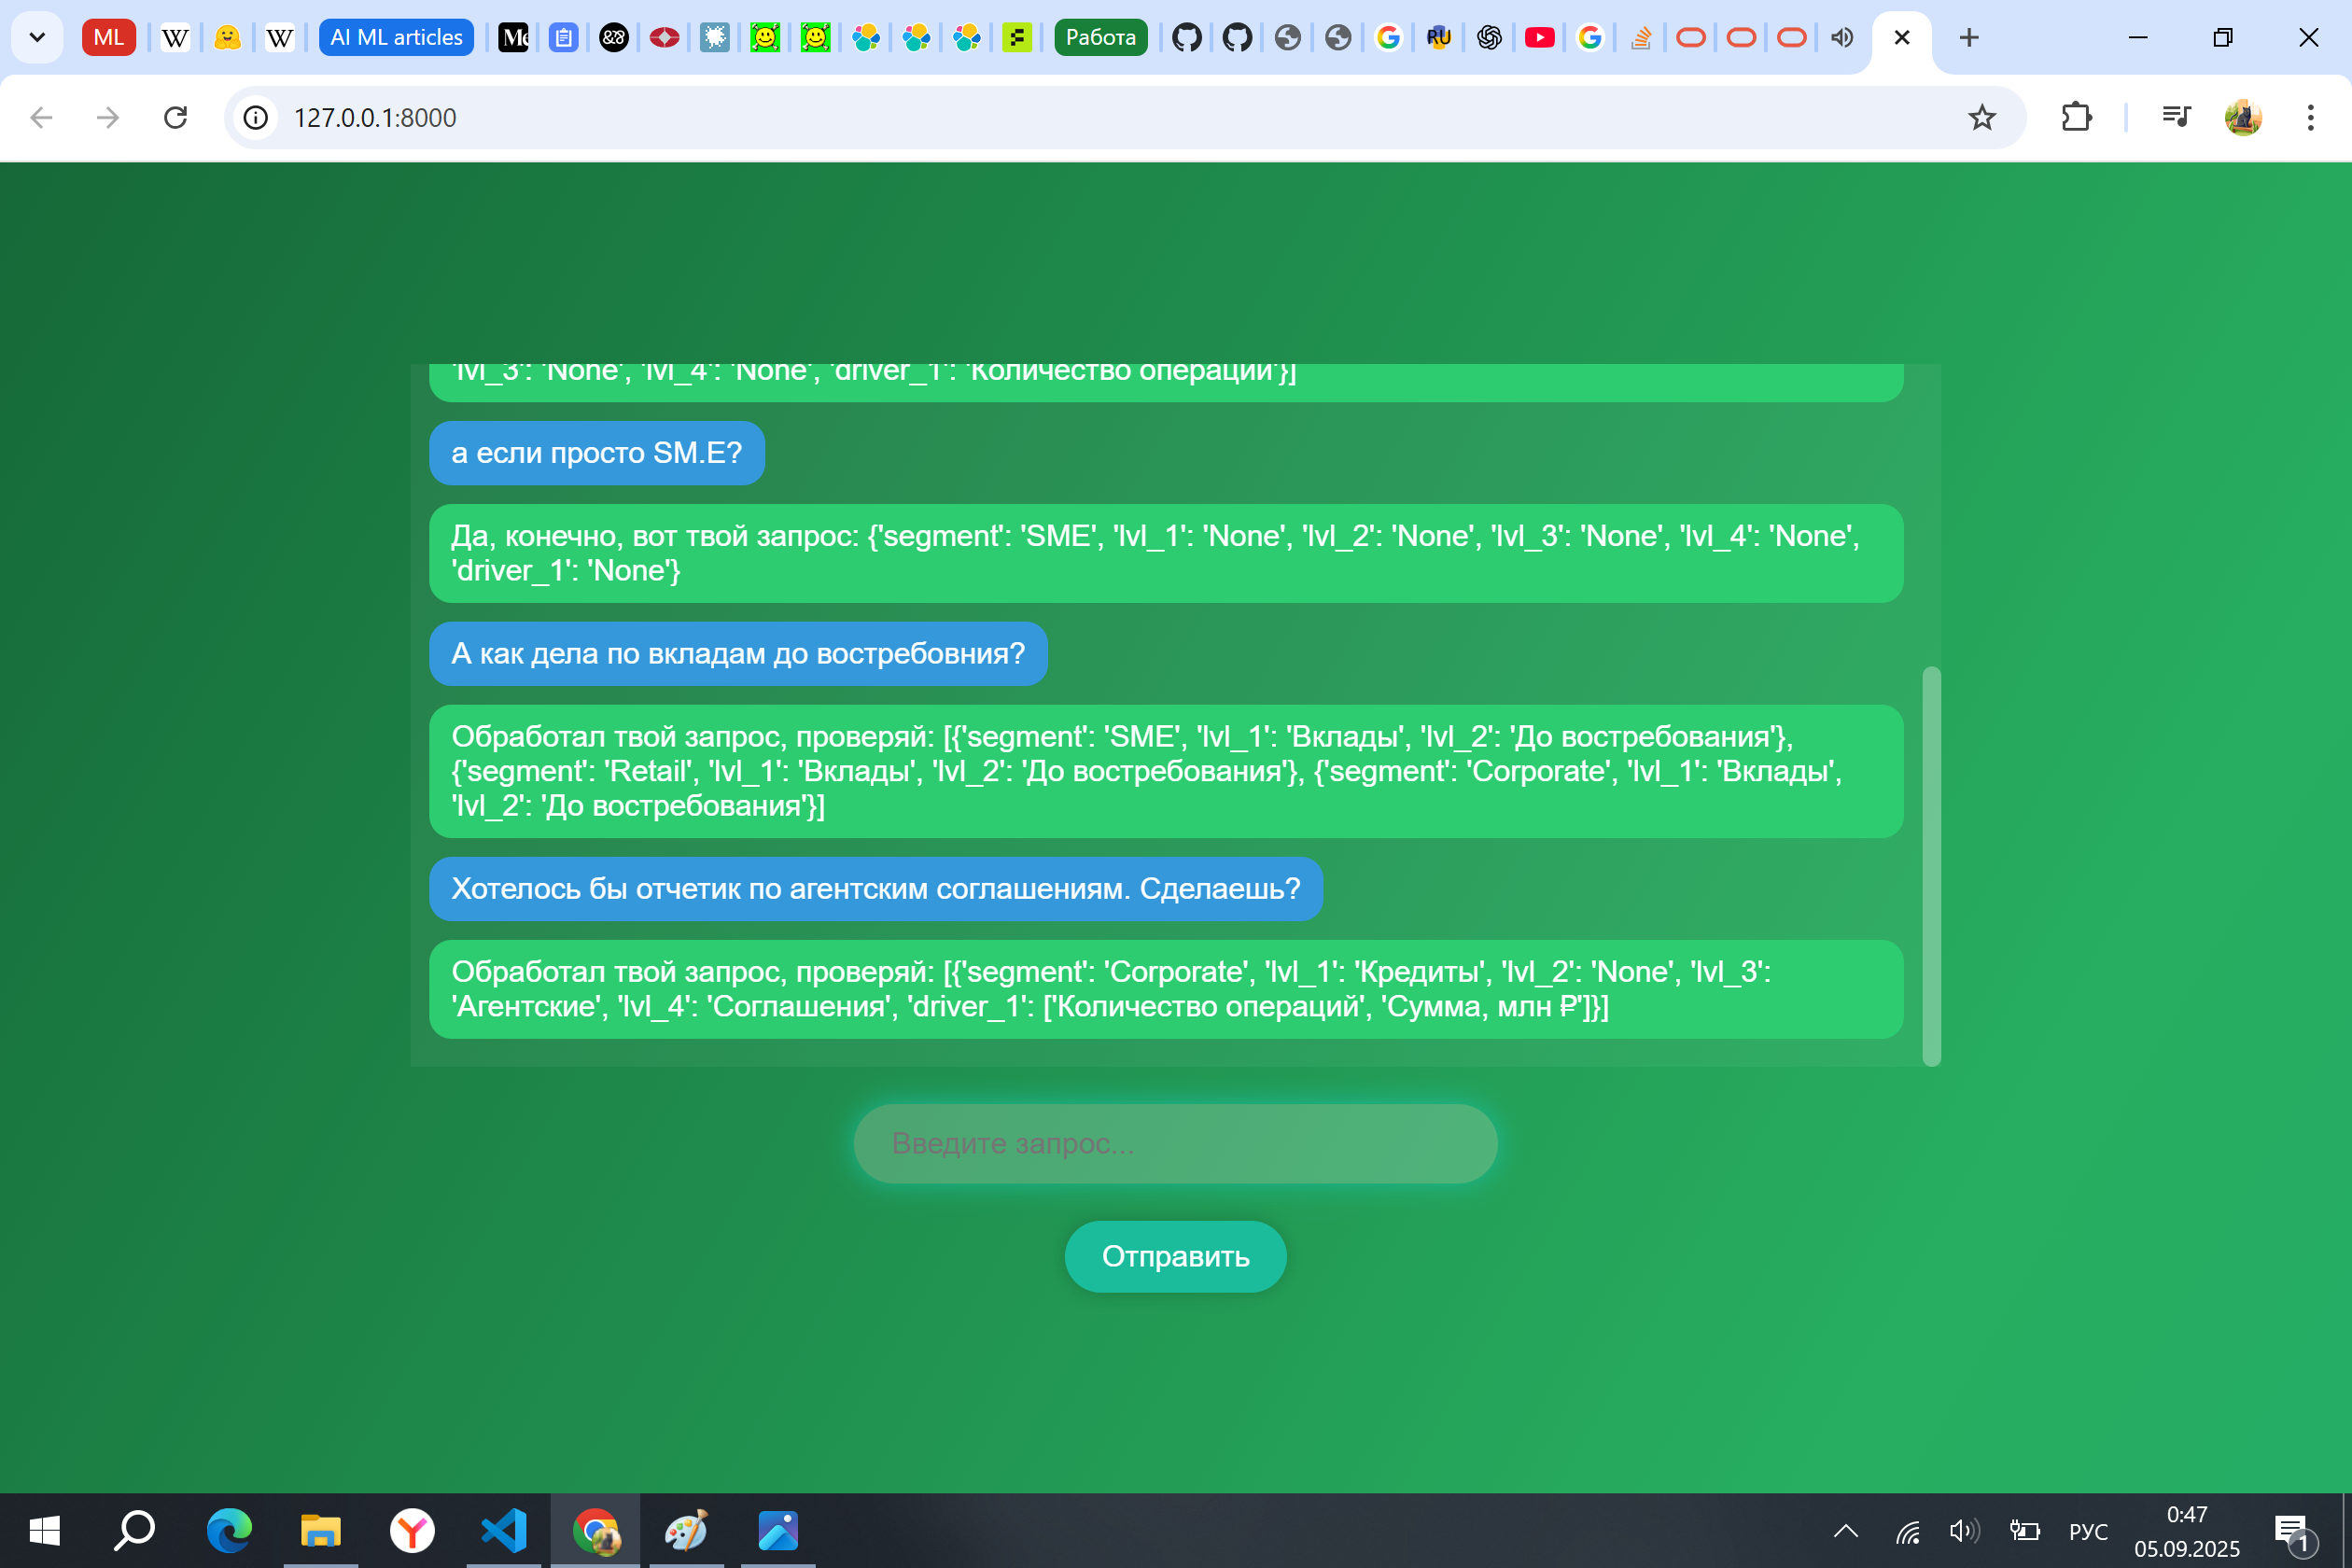 ML
W
W
AI ML articles
Работа
RU
127.0.0.1:8000
'lvl_3': 'None', 'lvl_4': 'None', 'driver_1': 'Количество операций'}]
а если просто SM.E?
Да, конечно, вот твой запрос: {'segment': 'SME', 'lvl_1': 'None', 'lvl_2': 'None', 'lvl_3': 'None', 'lvl_4': 'None',
'driver_1': 'None'}
А как дела по вкладам до востребовния?
Обработал твой запрос, проверяй: [{'segment': 'SME', 'lvl_1': 'Вклады', 'lvl_2': 'До востребования'},
{'segment': 'Retail', 'lvl_1': 'Вклады', 'lvl_2': 'До востребования'}, {'segment': 'Corporate', 'lvl_1': 'Вклады',
'lvl_2': 'До востребования'}]
Хотелось бы отчетик по агентским соглашениям. Сделаешь?
Обработал твой запрос, проверяй: [{'segment': 'Corporate', 'lvl_1': 'Кредиты', 'lvl_2': 'None', 'lvl_3':
'Агентские', 'lvl_4': 'Соглашения', 'driver_1': ['Количество операций', 'Сумма, млн ₽']}]
Введите запрос...
Отправить
РУС
0:47
05.09.2025
1